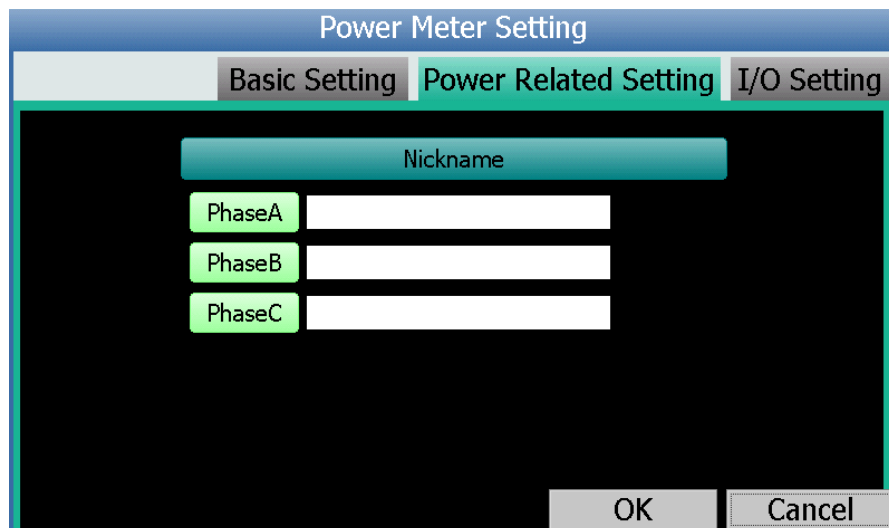 Power Meter Setting
Basic Setting Power Related Setting I/O Setting
Nickname
PhaseA
PhaseB
PhaseC
OK Cancel